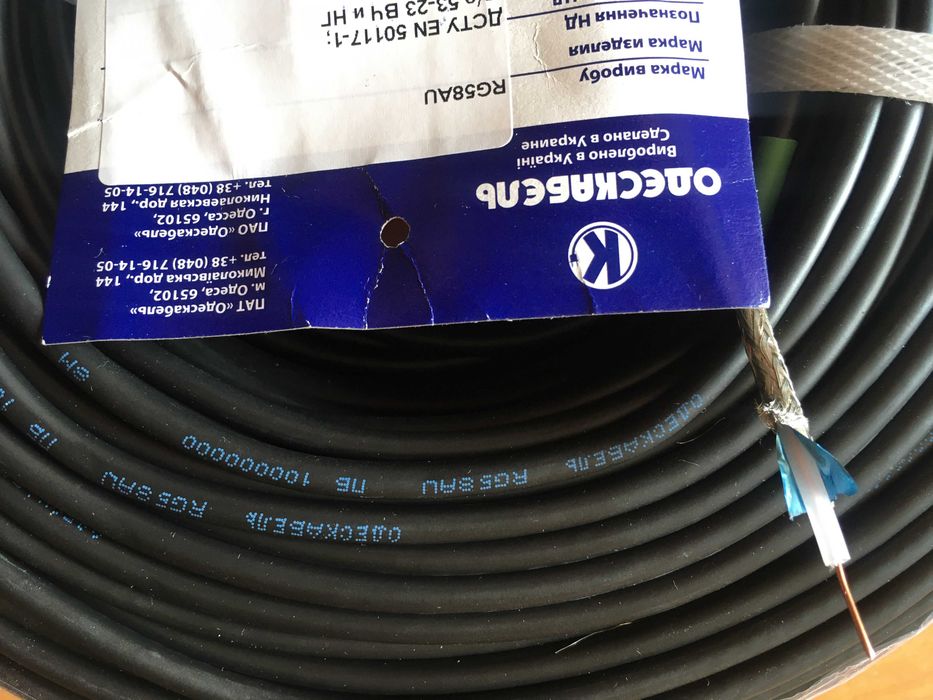 ОДЕСКАБЕЛЬ
Вироблено в Україні
Сделано в Украине
ПАТ «Одескабель»
м. Одеса, 65102,
Миколаївська дор., 144
тел. +38 (048) 716-14-05
ПАО «Одескабель»
г. Одесса, 65102,
Николаевская дор., 144
тел. +38 (048) 716-14-05
Марка виробу
Марка изделия
RG58AU
Позначення НД
ДСТУ EN 50117-1;
53-23 ВЧ и НГ
ОДЕСКАБЕЛЬ RG58AU ПБ 100000000
ОДЕСКАБЕЛЬ RG58AU ПБ